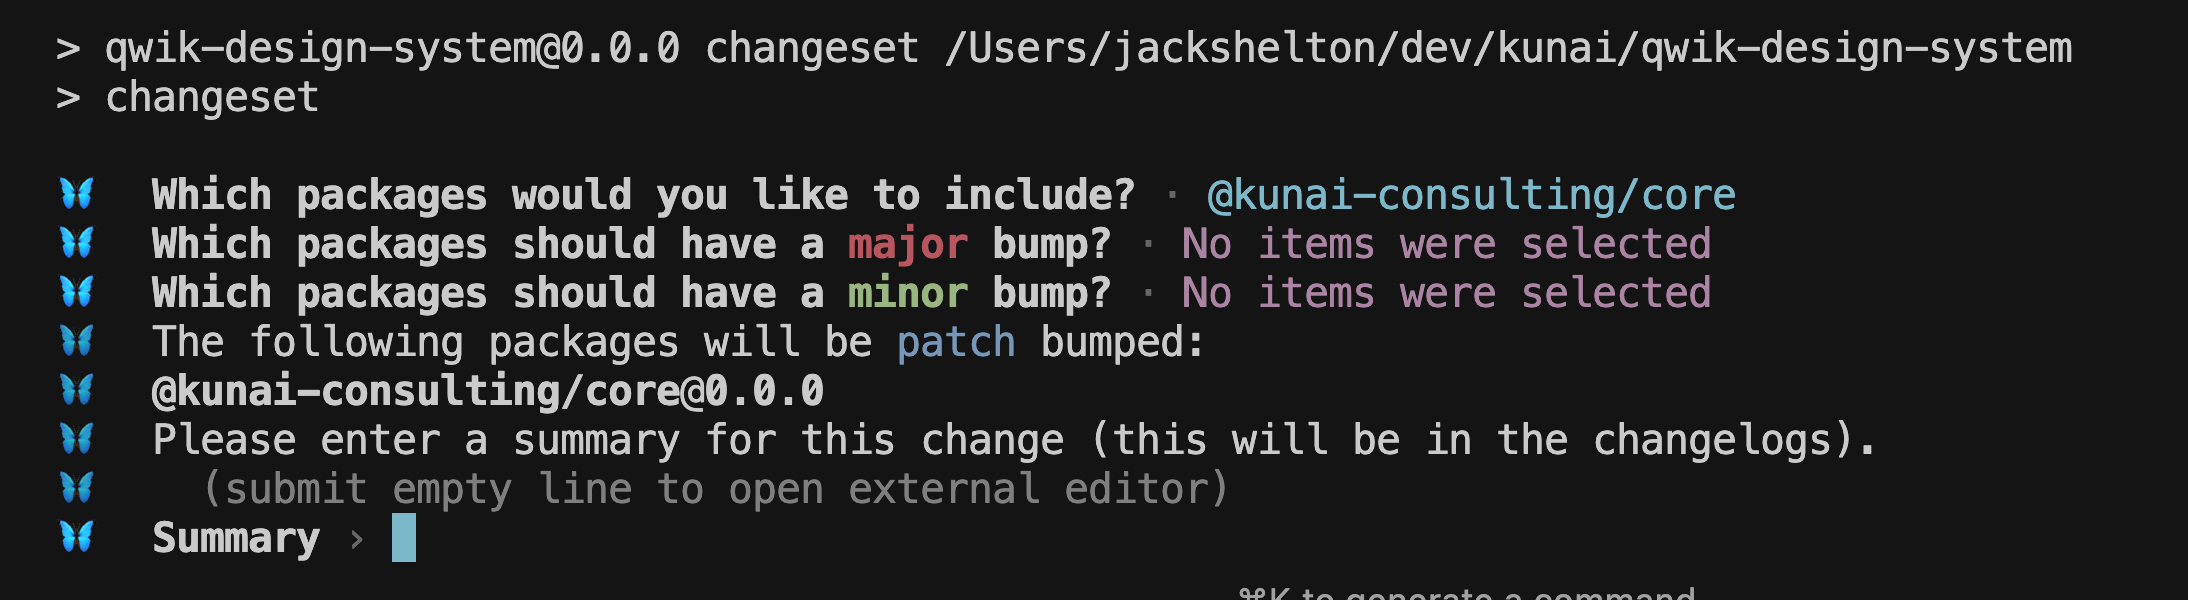 > qwik-design-system@0.0.0 changeset /Users/jackshelton/dev/kunai/qwik-design-system
> changeset
🦋 Which packages would you like to include? · @kunai-consulting/core
🦋 Which packages should have a major bump? · No items were selected
🦋 Which packages should have a minor bump? · No items were selected
🦋 The following packages will be patch bumped:
🦋 @kunai-consulting/core@0.0.0
🦋 Please enter a summary for this change (this will be in the changelogs).
🦋 (submit empty line to open external editor)
🦋 Summary ›
⌘K to generate a command